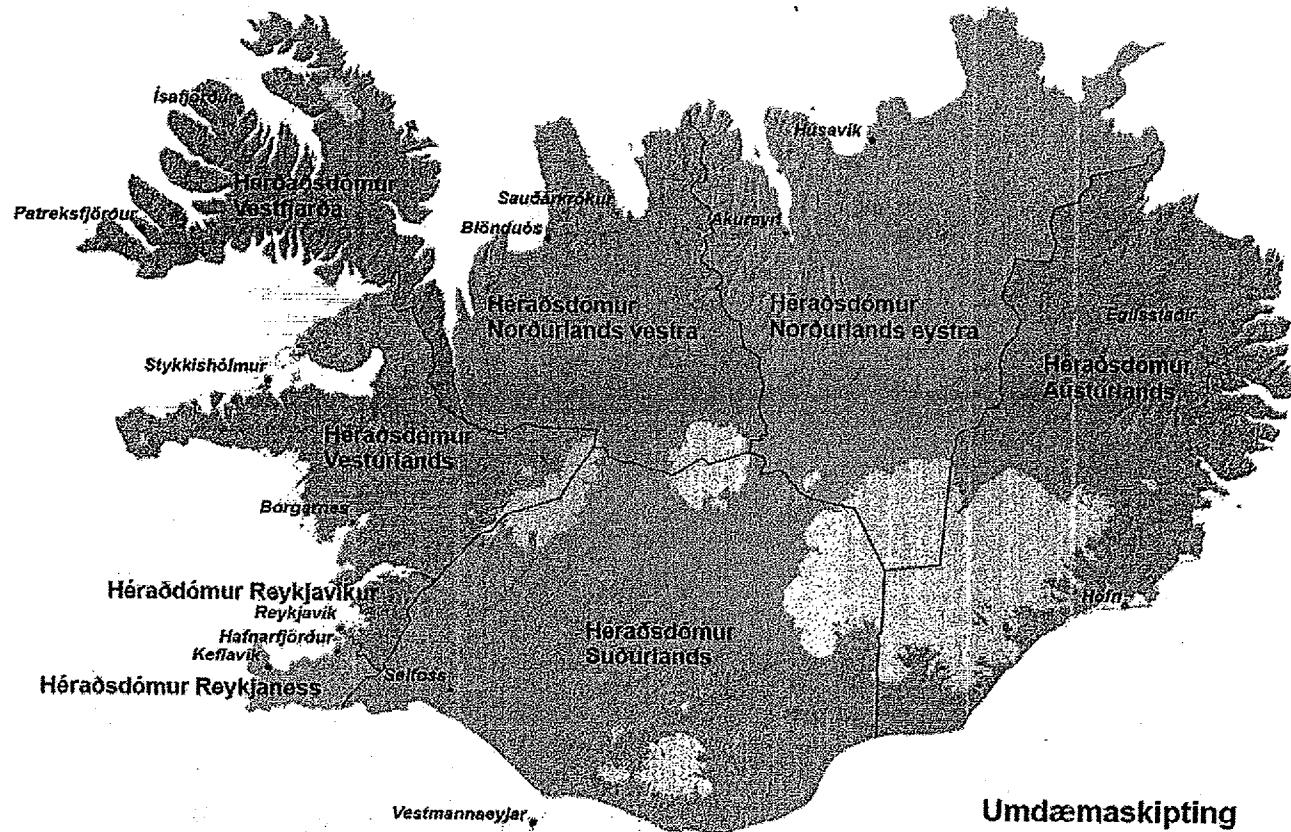 Ísafjörður
Héraðsdómur
Vestfjarða
Patreksfjörður
Húsavík
Sauðárkrókur
Blönduós
Akureyri
Héraðsdómur
Norðurlands vestra
Héraðsdómur
Norðurlands eystra
Egilsstaðir
Héraðsdómur
Austurlands
Stykkishólmur
Héraðsdómur
Vesturlands
Borgarnes
Héraðdómur Reykjavíkur
Reykjavík
Hafnarfjörður
Keflavík
Héraðsdómur Reykjaness
Selfoss
Héraðsdómur
Suðurlands
Höfn
Vestmannaeyjar
Umdæmaskipting